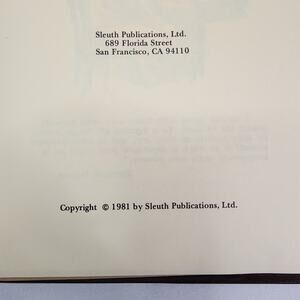 Sleuth Publications, Ltd.
689 Florida Street
San Francisco, CA 94110
Copyright © 1981 by Sleuth Publications, Ltd.